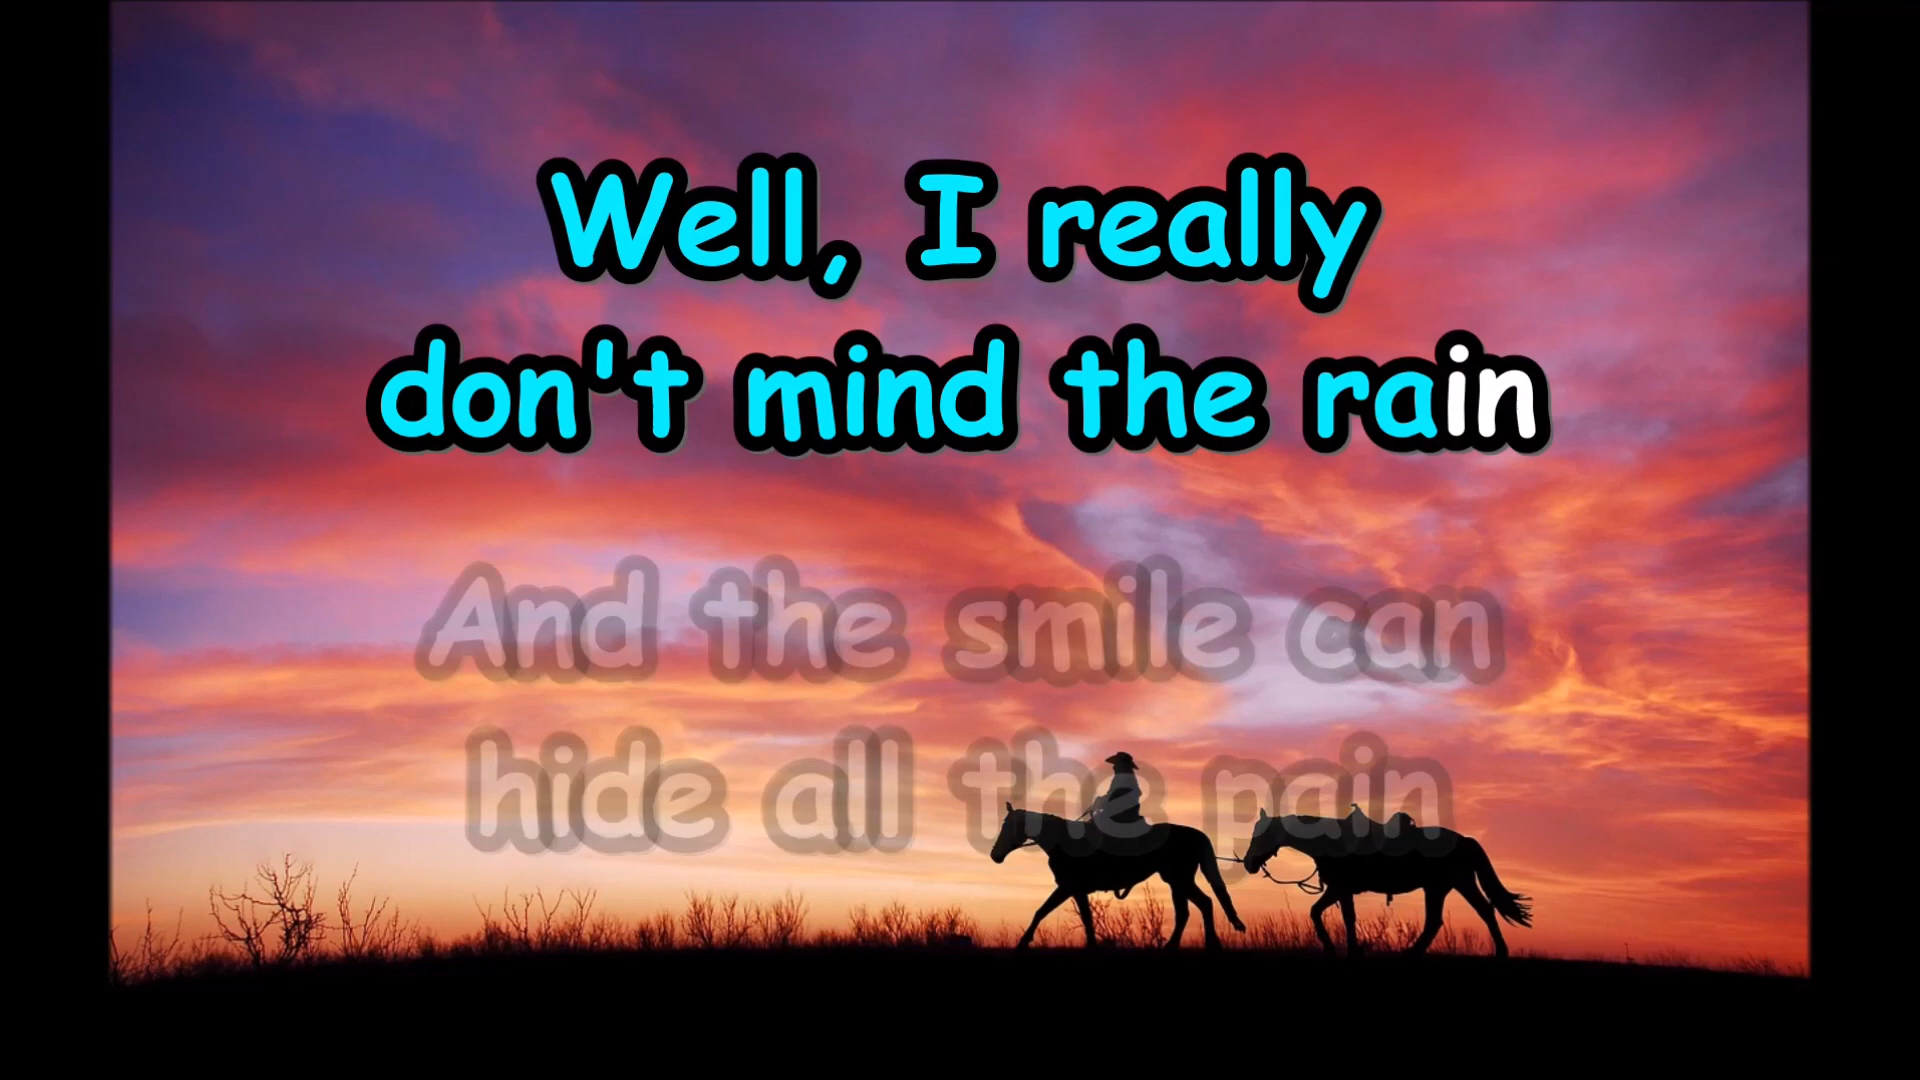 Well, I really
don't mind the rain
And the smile can
hide all the pain